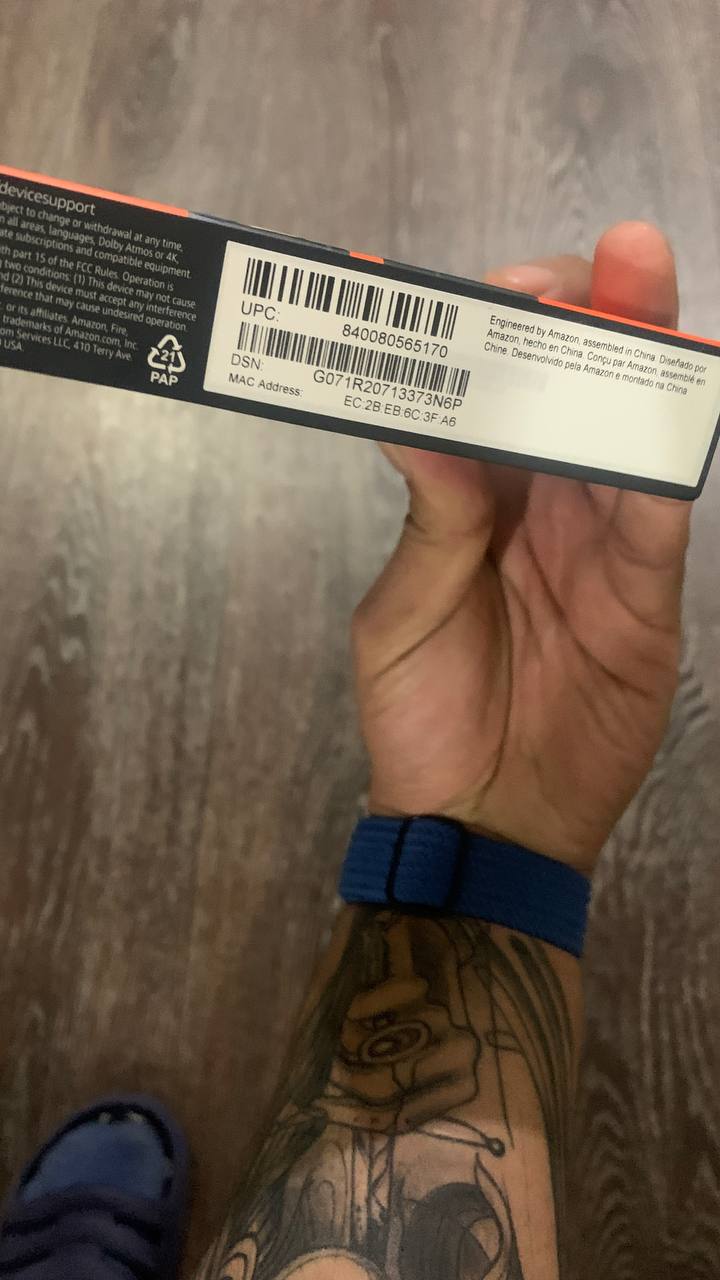 devicesupport
bject to change or withdrawal at any time,
all areas, languages, Dolby Atmos or 4K,
ate subscriptions and compatible equipment.
th part 15 of the FCC Rules. Operation is
two conditions: (1) This device may not cause
d (2) This device must accept any interference
ference that may cause undesired operation.
or its affiliates. Amazon, Fire,
trademarks of Amazon.com, Inc.
om Services LLC, 410 Terry Ave
USA
21
PAP
UPC:
840080565170
DSN:
G071R20713373N6P
MAC Address:
EC:2B:EB:6C:3F:A6
Engineered by Amazon, assembled in China. Diseñado por
Amazon, hecho en China. Conçu par Amazon, assemblé en
Chine. Desenvolvido pela Amazon e montado na China